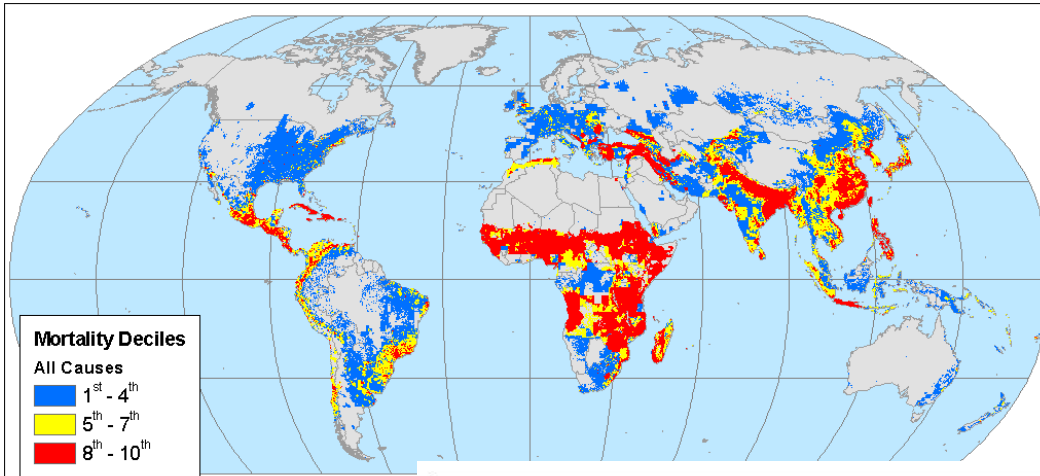 Mortality Deciles
All Causes
1st - 4th
5th - 7th
8th - 10th